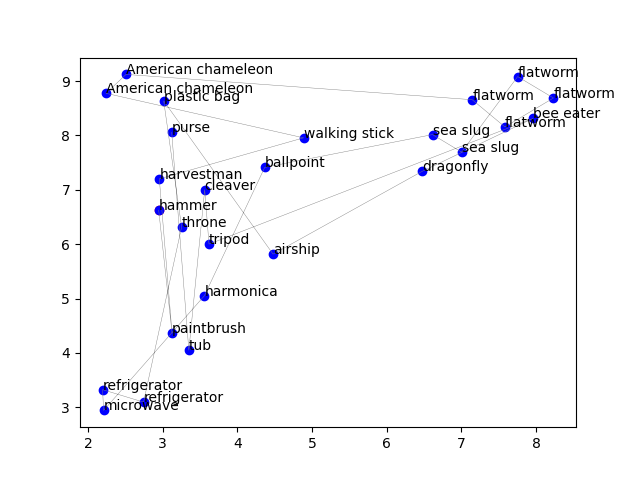 American chameleon
flatworm
American chameleon
plastic bag
flatworm
flatworm
bee eater
purse
flatworm
walking stick
sea slug
sea slug
ballpoint
dragonfly
harvestman
cleaver
hammer
throne
tripod
airship
harmonica
paintbrush
tub
refrigerator
refrigerator
microwave
9
8
7
6
5
4
3
2 3 4 5 6 7 8